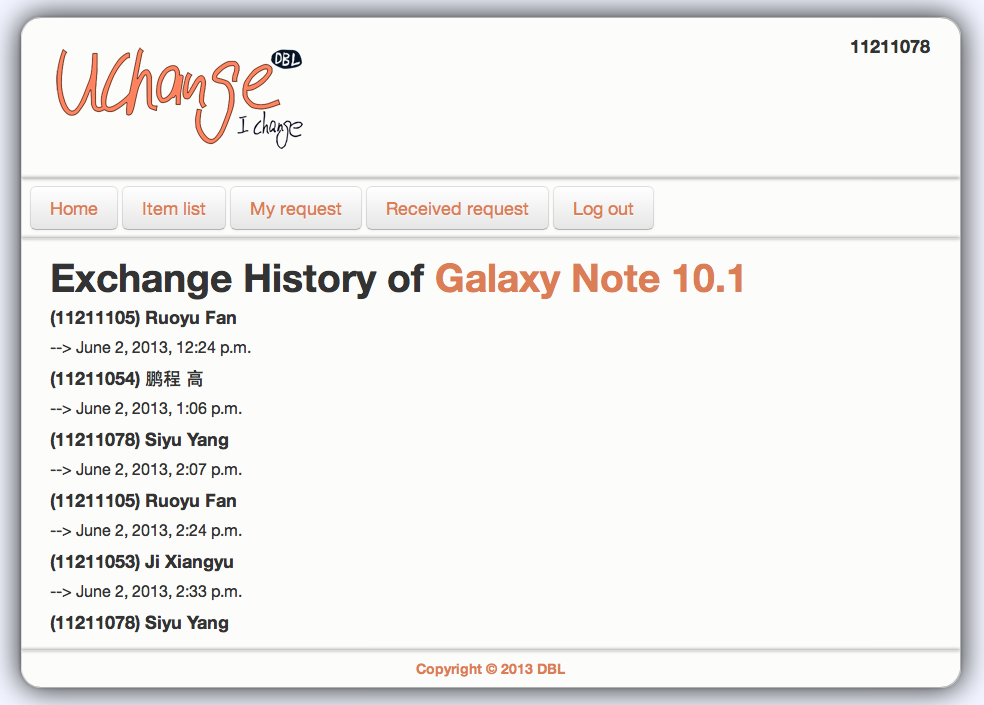 Uchange DBL
I change
11211078
Home Item list My request Received request Log out
Exchange History of Galaxy Note 10.1
(11211105) Ruoyu Fan
--> June 2, 2013, 12:24 p.m.
(11211054) 鹏程 高
--> June 2, 2013, 1:06 p.m.
(11211078) Siyu Yang
--> June 2, 2013, 2:07 p.m.
(11211105) Ruoyu Fan
--> June 2, 2013, 2:24 p.m.
(11211053) Ji Xiangyu
--> June 2, 2013, 2:33 p.m.
(11211078) Siyu Yang
Copyright © 2013 DBL